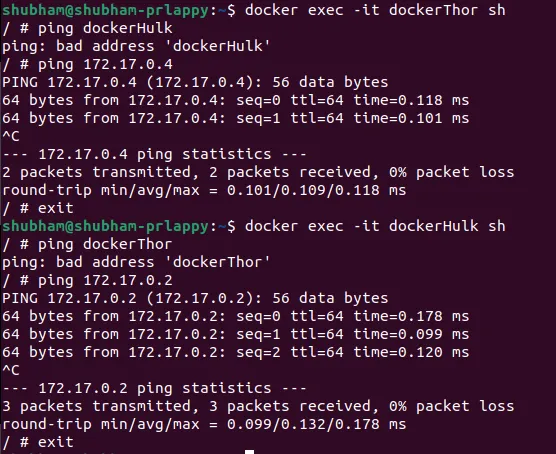 shubham@shubham-prlappy:~$ docker exec -it dockerThor sh
/ # ping dockerHulk
ping: bad address 'dockerHulk'
/ # ping 172.17.0.4
PING 172.17.0.4 (172.17.0.4): 56 data bytes
64 bytes from 172.17.0.4: seq=0 ttl=64 time=0.118 ms
64 bytes from 172.17.0.4: seq=1 ttl=64 time=0.101 ms
^C
--- 172.17.0.4 ping statistics ---
2 packets transmitted, 2 packets received, 0% packet loss
round-trip min/avg/max = 0.101/0.109/0.118 ms
/ # exit
shubham@shubham-prlappy:~$ docker exec -it dockerHulk sh
/ # ping dockerThor
ping: bad address 'dockerThor'
/ # ping 172.17.0.2
PING 172.17.0.2 (172.17.0.2): 56 data bytes
64 bytes from 172.17.0.2: seq=0 ttl=64 time=0.178 ms
64 bytes from 172.17.0.2: seq=1 ttl=64 time=0.099 ms
64 bytes from 172.17.0.2: seq=2 ttl=64 time=0.120 ms
^C
--- 172.17.0.2 ping statistics ---
3 packets transmitted, 3 packets received, 0% packet loss
round-trip min/avg/max = 0.099/0.132/0.178 ms
/ # exit